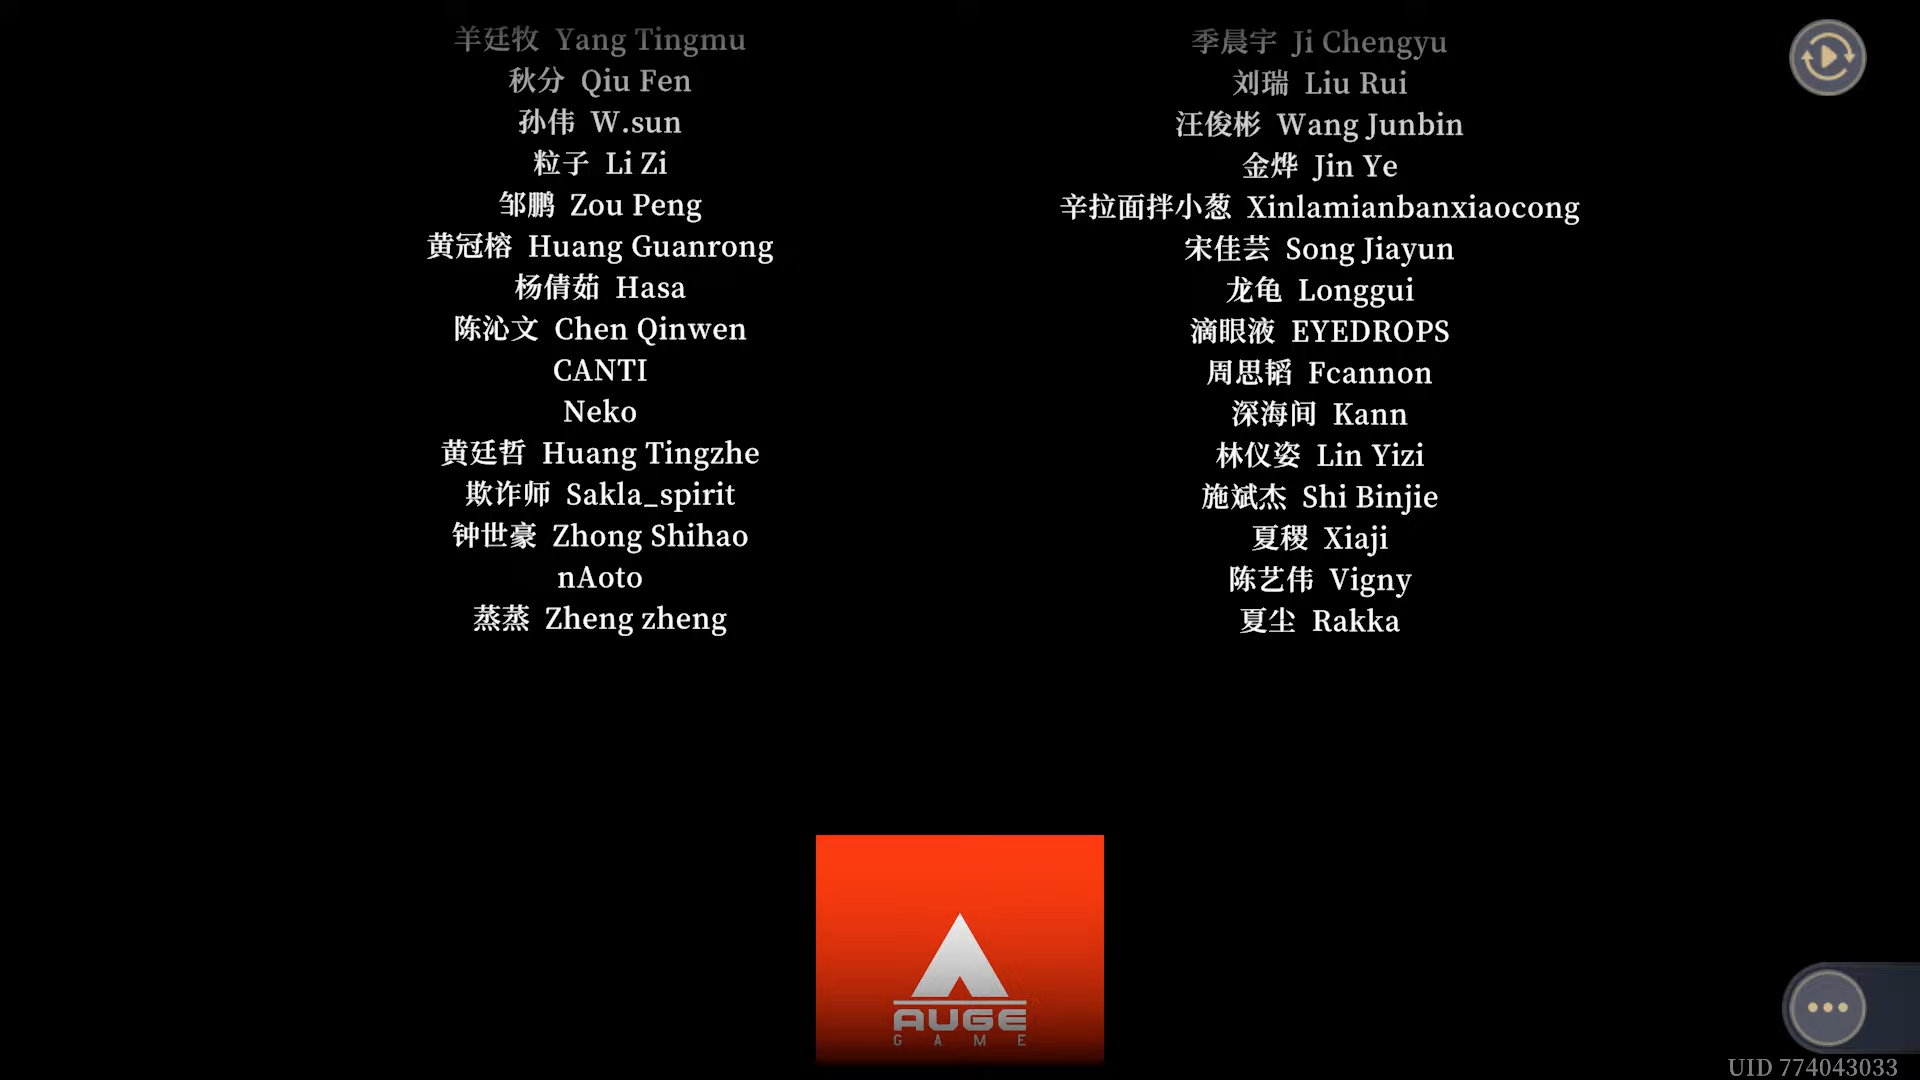 羊廷牧 Yang Tingmu
秋分 Qiu Fen
孙伟 W.sun
粒子 Li Zi
邹鹏 Zou Peng
黄冠榕 Huang Guanrong
杨倩茹 Hasa
陈沁文 Chen Qinwen
CANTI
Neko
黄廷哲 Huang Tingzhe
欺诈师 Sakla_spirit
钟世豪 Zhong Shihao
nAoto
蒸蒸 Zheng zheng
季晨宇 Ji Chengyu
刘瑞 Liu Rui
汪俊彬 Wang Junbin
金烨 Jin Ye
辛拉面拌小葱 Xinlamianbanxiaocong
宋佳芸 Song Jiayun
龙龟 Longgui
滴眼液 EYEDROPS
周思韬 Fcannon
深海间 Kann
林仪姿 Lin Yizi
施斌杰 Shi Binjie
夏稷 Xiaji
陈艺伟 Vigny
夏尘 Rakka
AUGE
GAME
UID 774043033